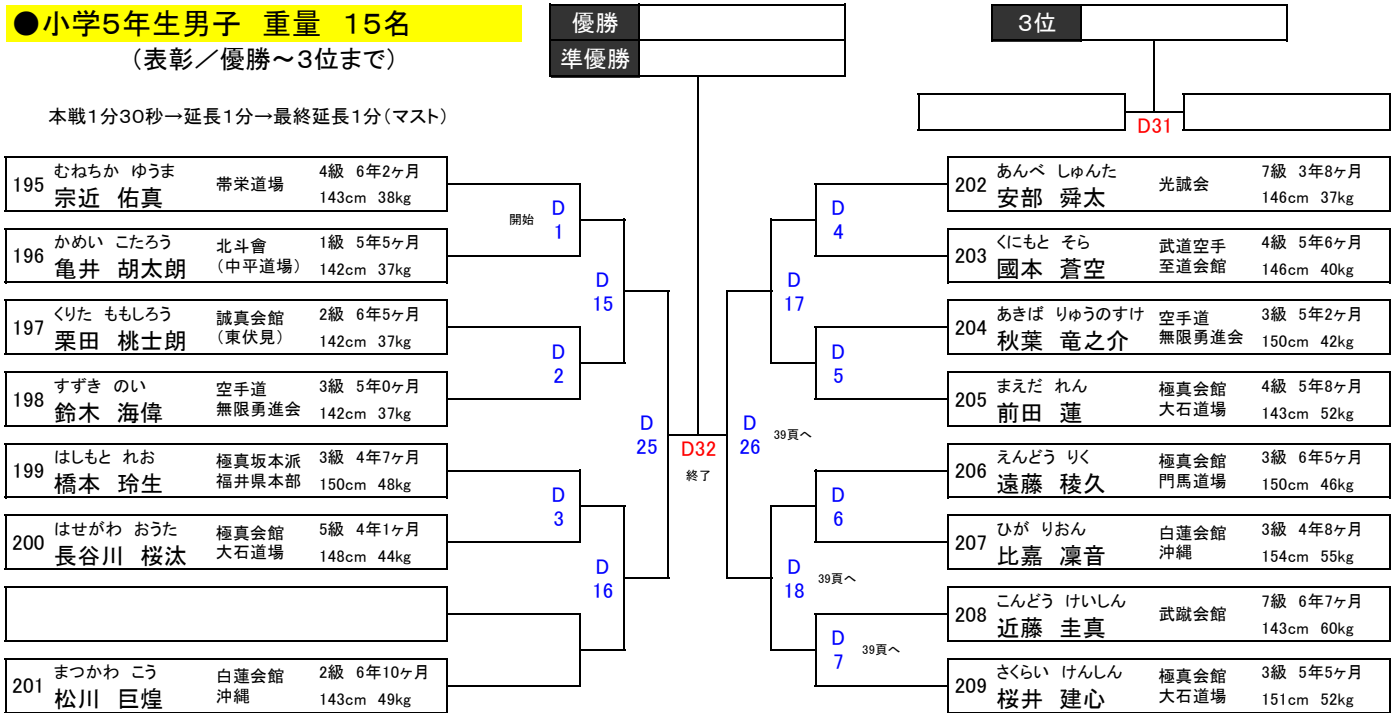 ●小学5年生男子 重量 15名
(表彰/優勝～3位まで)
本戦1分30秒→延長1分→最終延長1分(マスト)
優勝
準優勝
3位
D31
195 むねちか ゆうま 宗近 佑真 帯栄道場 4級 6年2ヶ月 143cm 38kg
196 かめい こたろう 亀井 胡太朗 北斗會 (中平道場) 1級 5年5ヶ月 142cm 37kg
197 くりた ももしろう 栗田 桃士朗 誠真会館 (東伏見) 2級 6年5ヶ月 142cm 37kg
198 すずき のい 鈴木 海偉 空手道 無限勇進会 3級 5年0ヶ月 142cm 37kg
199 はしもと れお 橋本 玲生 極真坂本派 福井県本部 3級 4年7ヶ月 150cm 48kg
200 はせがわ おうた 長谷川 桜汰 極真会館 大石道場 5級 4年1ヶ月 148cm 44kg
201 まつかわ こう 松川 巨煌 白蓮会館 沖縄 2級 6年10ヶ月 143cm 49kg
開始 D 1
D 2
D 3
D 15
D 16
D 25
D32
終了
D 26 39頁へ
D 17
D 18 39頁へ
D 4
D 5
D 6
D 7 39頁へ
202 あんべ しゅんた 安部 舜太 光誠会 7級 3年8ヶ月 146cm 37kg
203 くにもと そら 國本 蒼空 武道空手 至道会館 4級 5年6ヶ月 146cm 40kg
204 あきば りゅうのすけ 秋葉 竜之介 空手道 無限勇進会 3級 5年2ヶ月 150cm 42kg
205 まえだ れん 前田 蓮 極真会館 大石道場 4級 5年8ヶ月 143cm 52kg
206 えんどう りく 遠藤 稜久 極真会館 門馬道場 3級 6年5ヶ月 150cm 46kg
207 ひが りおん 比嘉 凜音 白蓮会館 沖縄 3級 4年8ヶ月 154cm 55kg
208 こんどう けいしん 近藤 圭真 武蹴会館 7級 6年7ヶ月 143cm 60kg
209 さくらい けんしん 桜井 建心 極真会館 大石道場 3級 5年5ヶ月 151cm 52kg